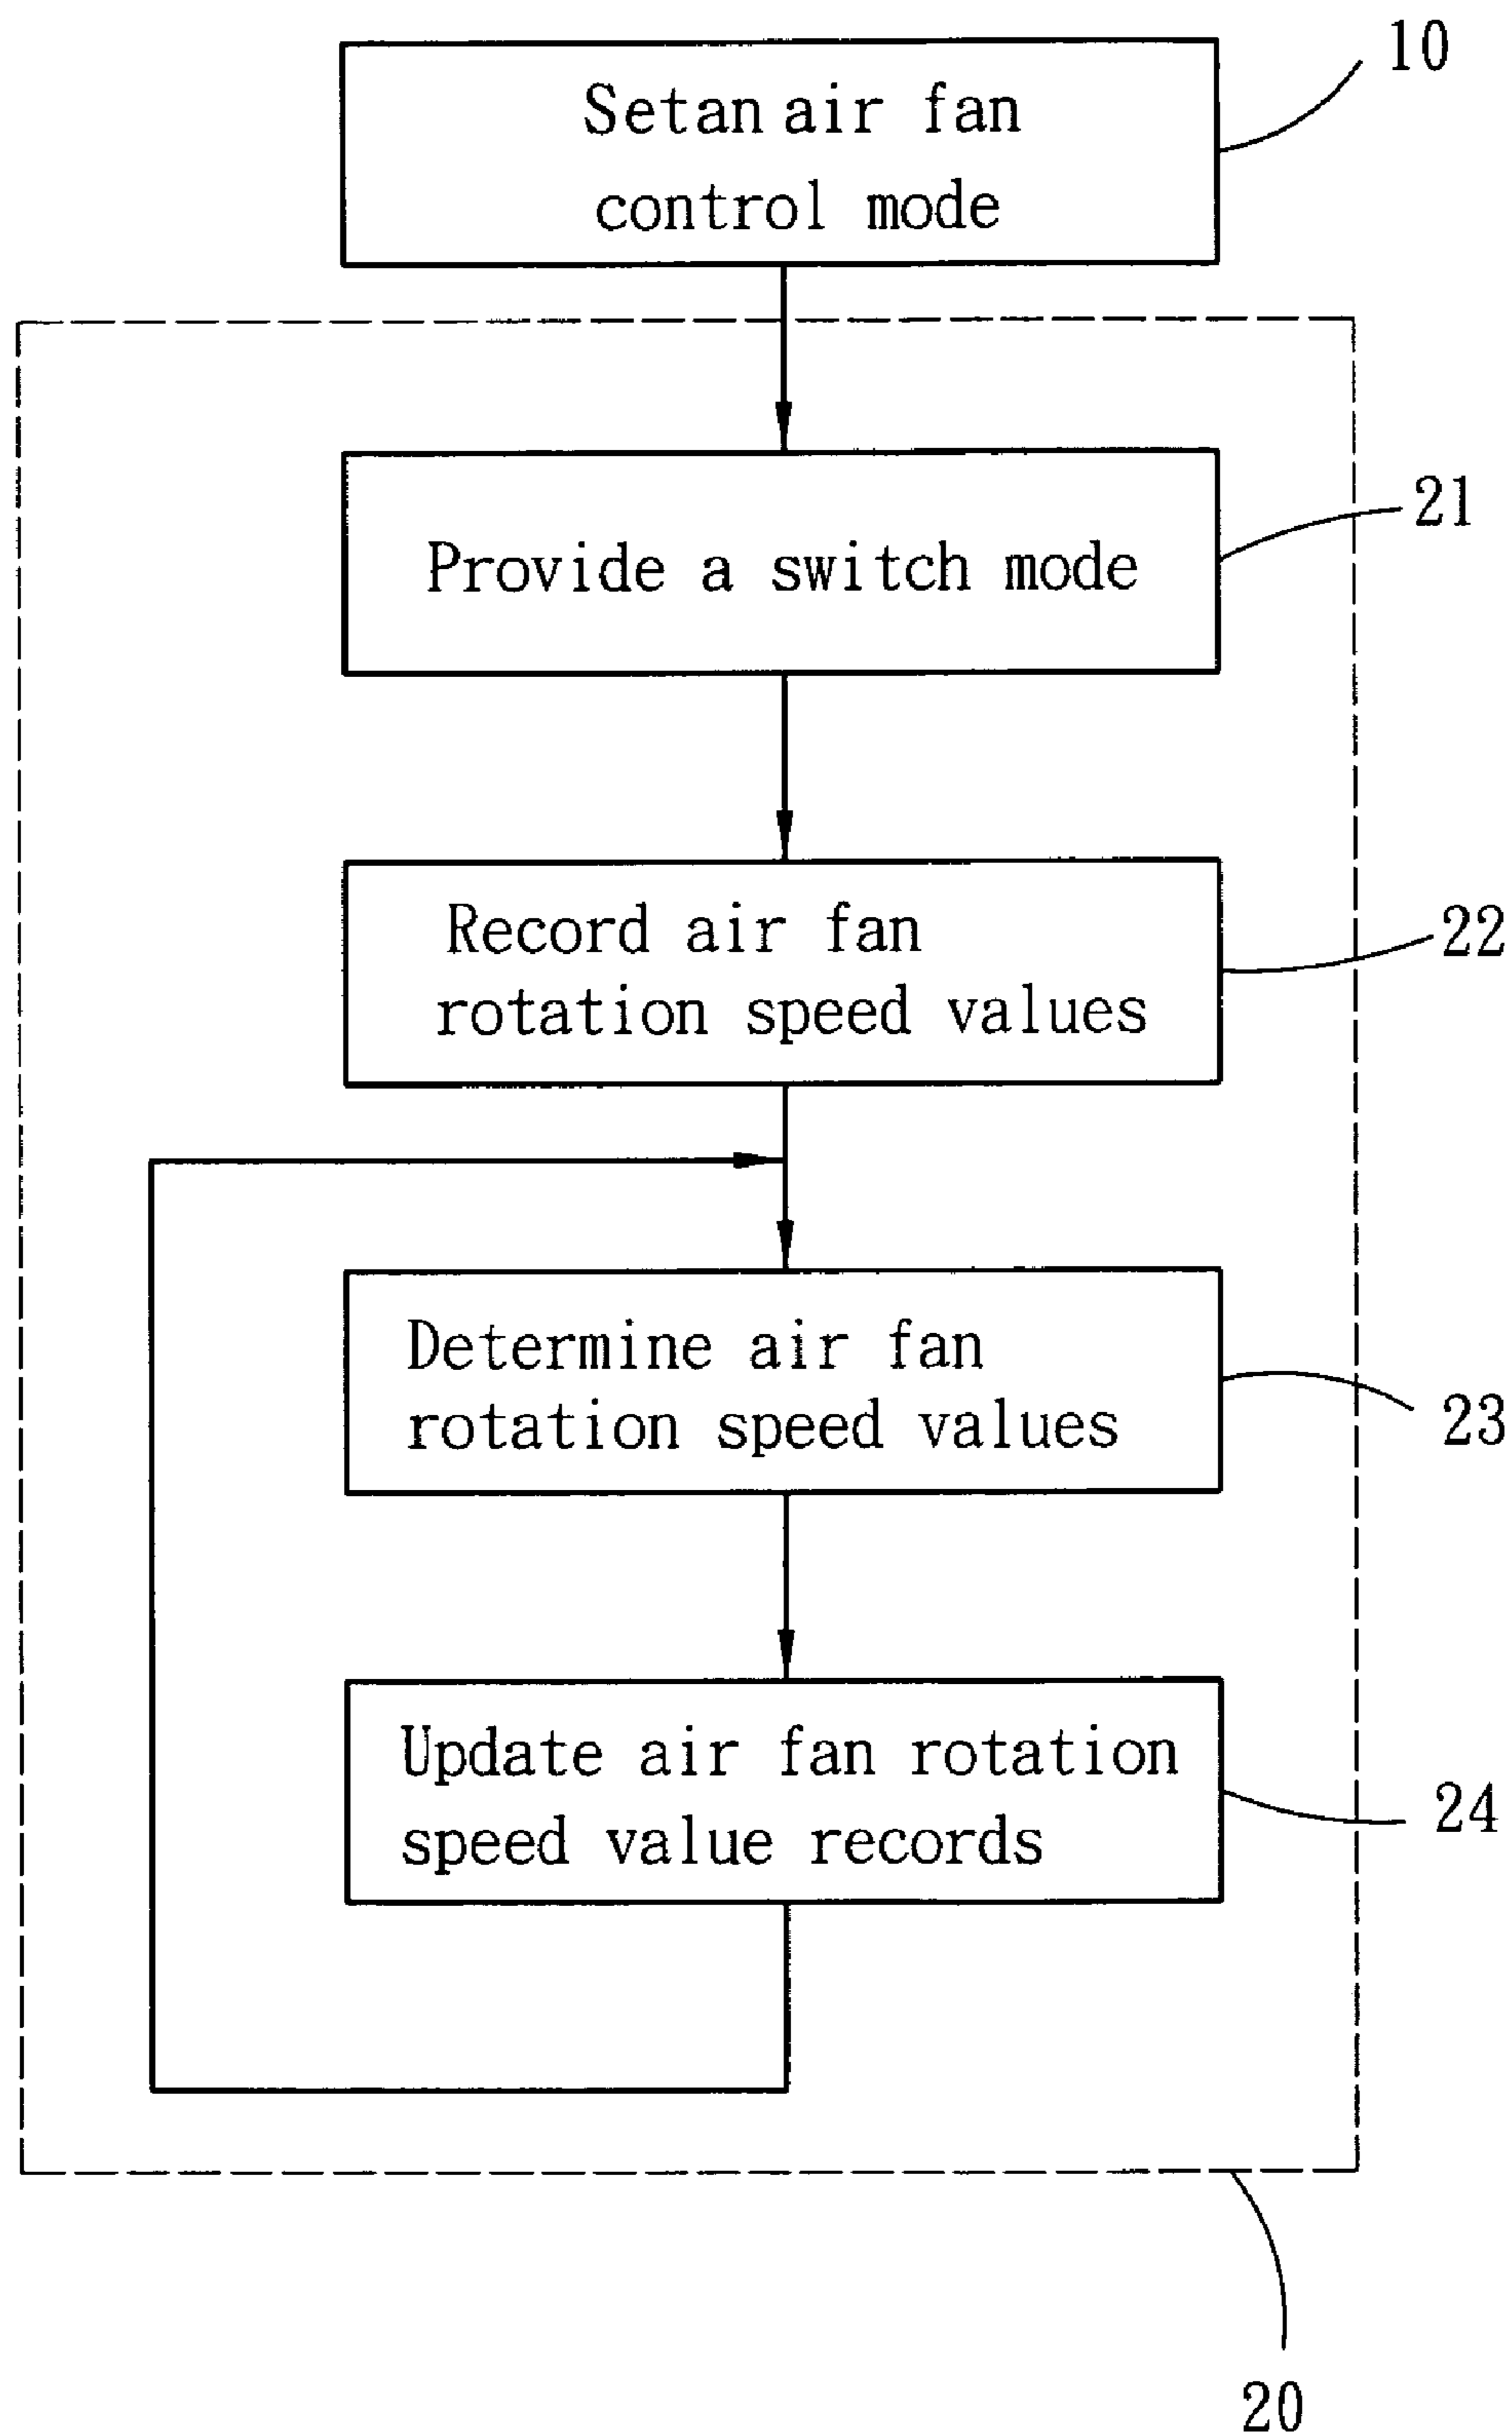 10
Setan air fan
control mode
21
Provide a switch mode
22
Record air fan
rotation speed values
Determine air fan
rotation speed values
23
Update air fan rotation
speed value records
24
20